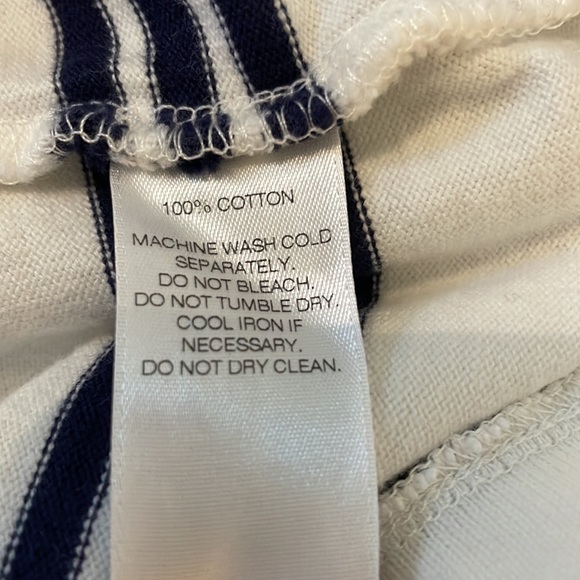 100% COTTON
MACHINE WASH COLD
SEPARATELY.
DO NOT BLEACH.
DO NOT TUMBLE DRY.
COOL IRON IF
NECESSARY.
DO NOT DRY CLEAN.